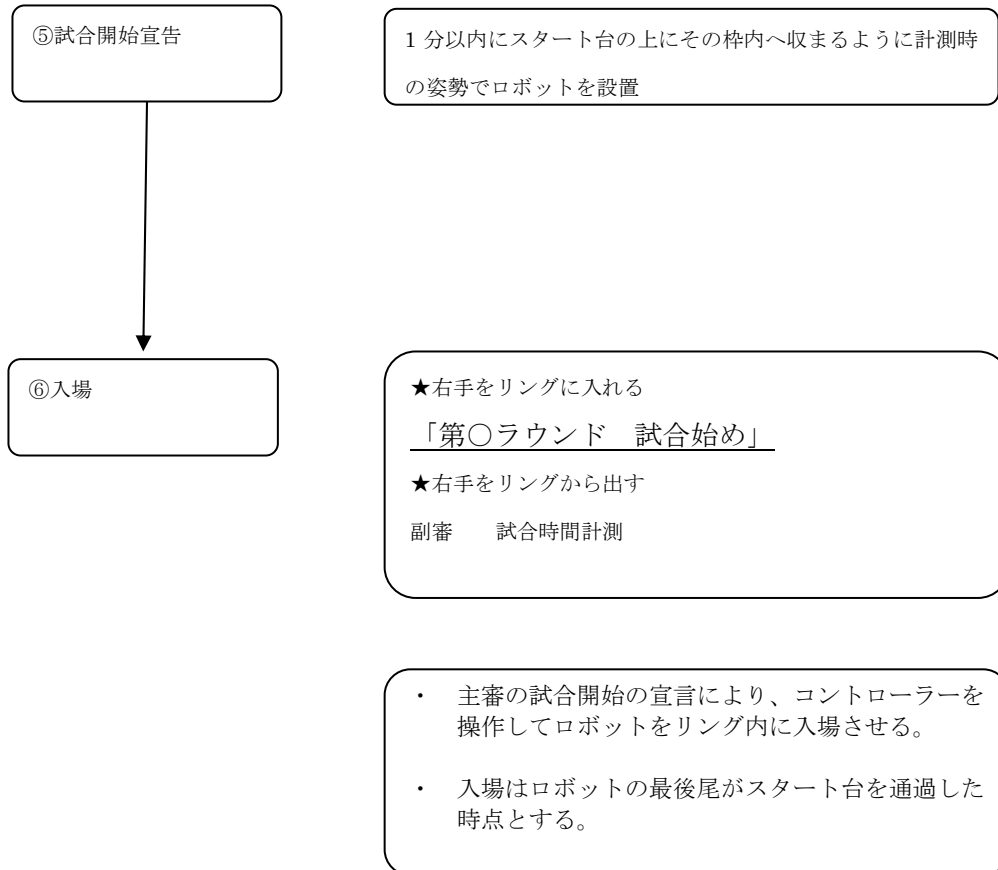 ⑤試合開始宣告
1 分以内にスタート台の上にその枠内へ収まるように計測時
の姿勢でロボットを設置
⑥入場
★右手をリングに入れる
「第○ラウンド　試合始め」
★右手をリングから出す
副審　　試合時間計測
・　主審の試合開始の宣言により、コントローラーを
操作してロボットをリング内に入場させる。
・　入場はロボットの最後尾がスタート台を通過した
時点とする。